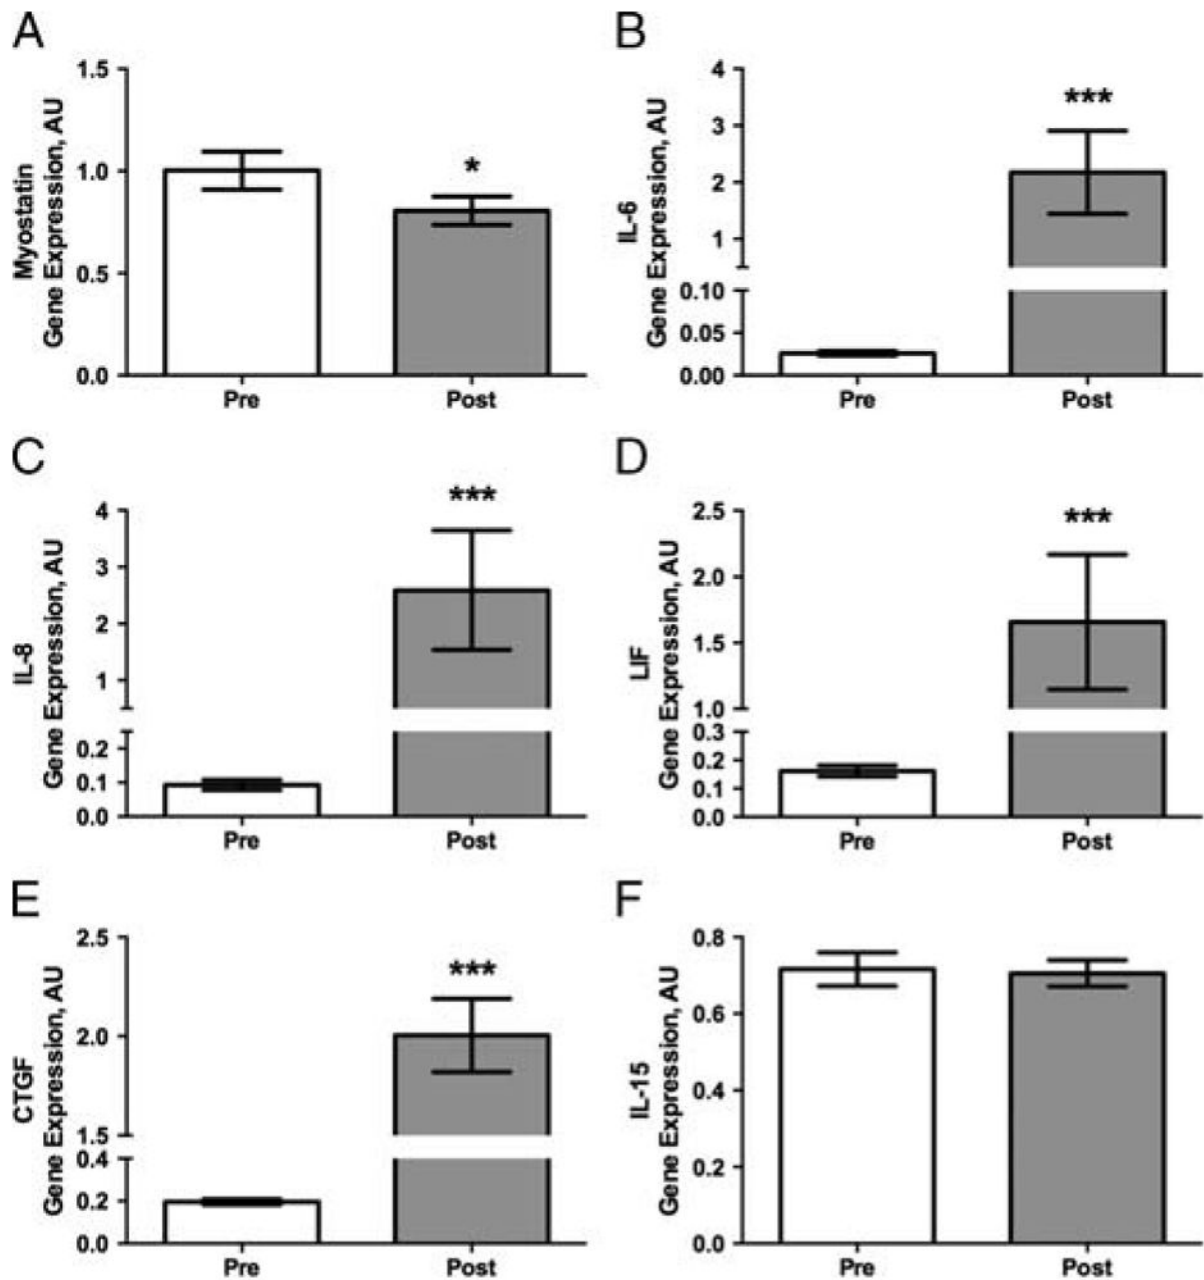 A
Myostatin
Gene Expression, AU
1.5
1.0
0.5
0.0
*
Pre
Post
B
IL-6
Gene Expression, AU
4
3
2
1
0.10
0.05
0.00
***
Pre
Post
C
IL-8
Gene Expression, AU
4
3
2
1
0.2
0.1
0.0
***
Pre
Post
D
LIF
Gene Expression, AU
2.5
2.0
1.5
1.0
0.3
0.2
0.1
0.0
***
Pre
Post
E
CTGF
Gene Expression, AU
2.5
2.0
1.5
0.4
0.2
0.0
***
Pre
Post
F
IL-15
Gene Expression, AU
0.8
0.6
0.4
0.2
0.0
Pre
Post